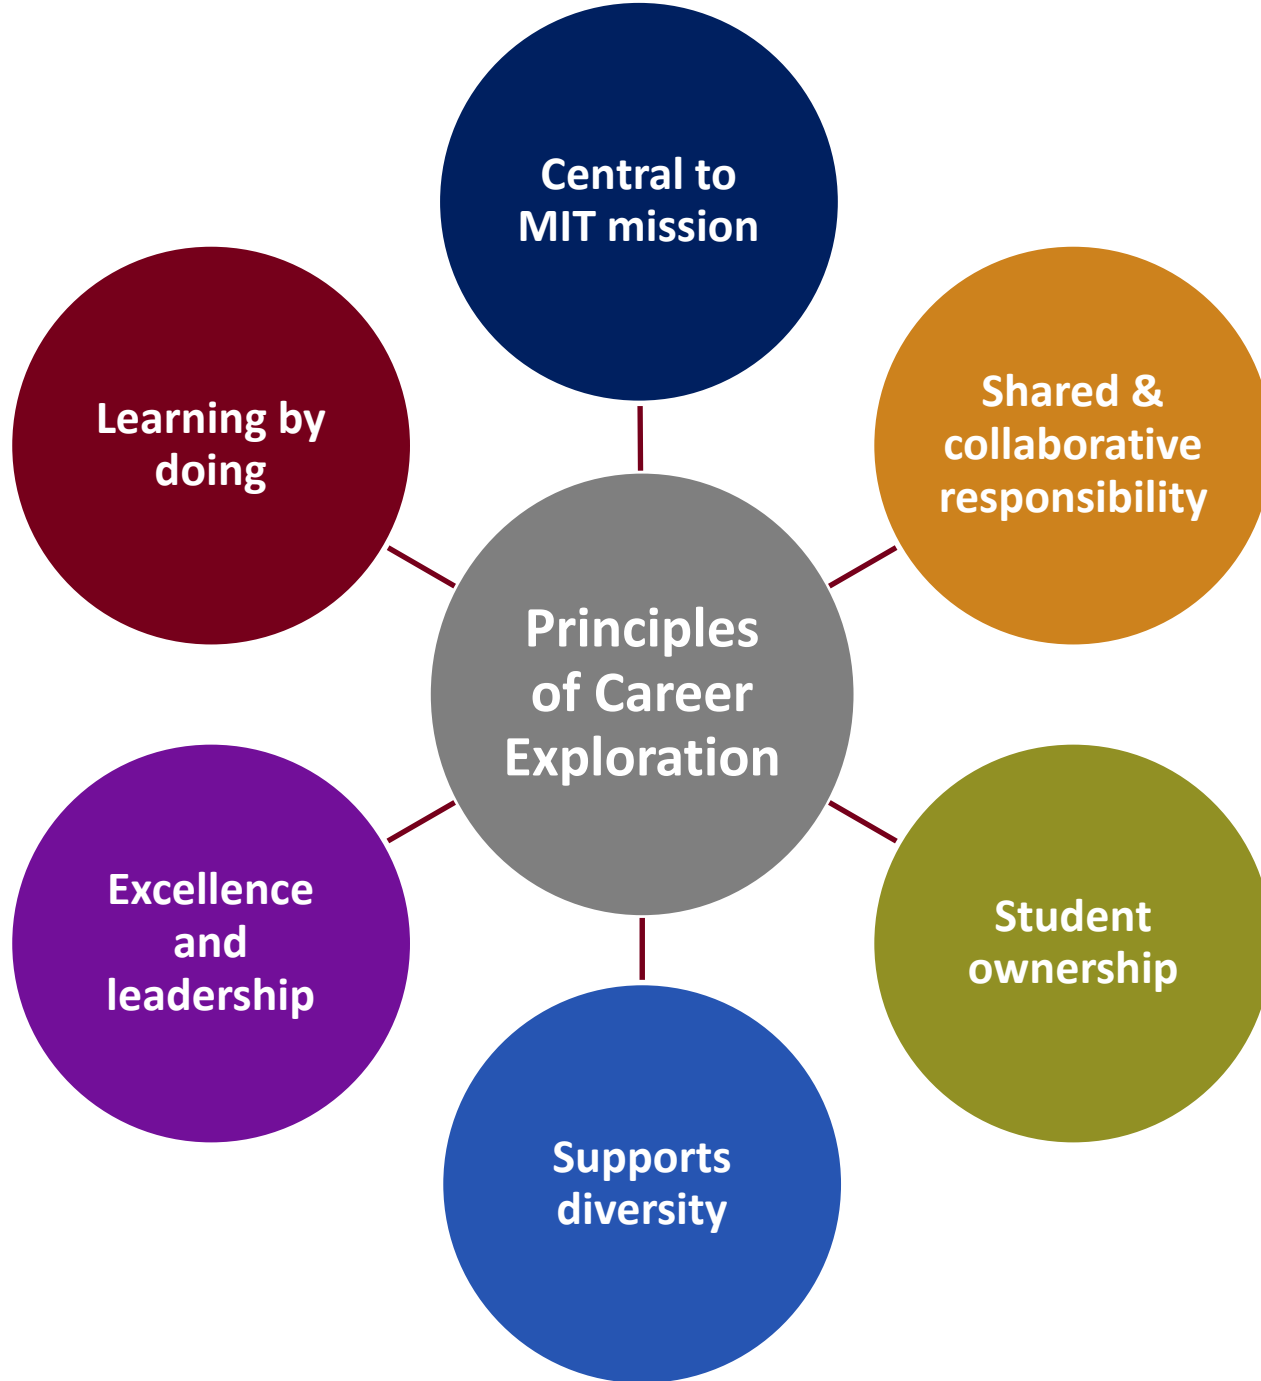 Central to
MIT mission
Shared &
collaborative
responsibility
Learning by
doing
Principles
of Career
Exploration
Excellence
and
leadership
Student
ownership
Supports
diversity